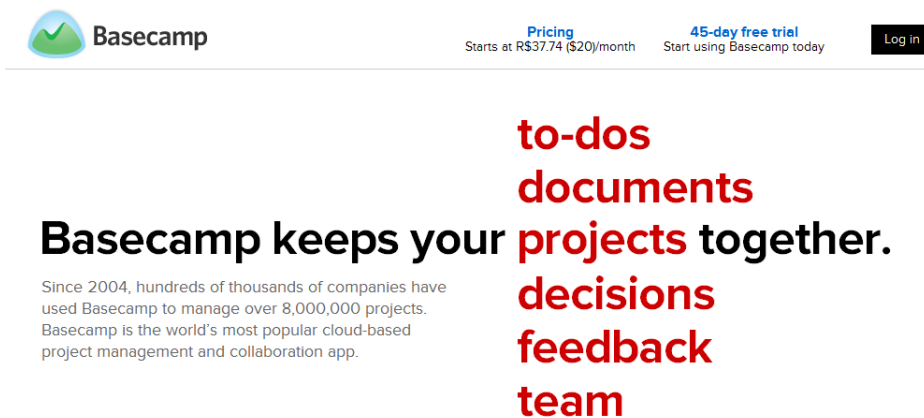 Basecamp
Pricing
Starts at R$37.74 ($20)/month
45-day free trial
Start using Basecamp today
Log in
to-dos
documents
Basecamp keeps your projects together.
decisions
feedback
team
Since 2004, hundreds of thousands of companies have
used Basecamp to manage over 8,000,000 projects.
Basecamp is the world's most popular cloud-based
project management and collaboration app.